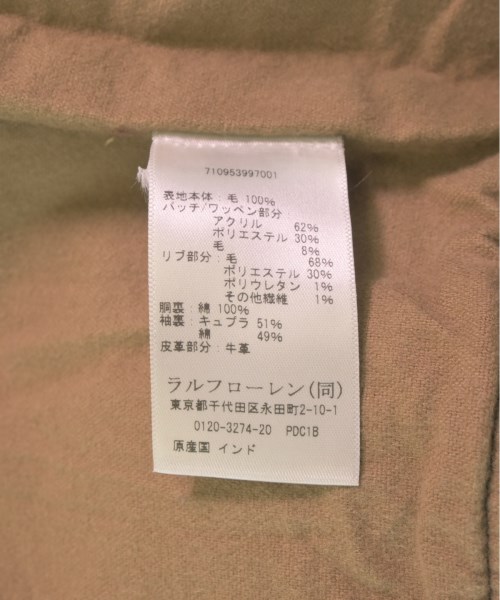 710953997001
表地本体：毛 100%
パッチ/ワッペン部分
アクリル 62%
ポリエステル 30%
毛 8%
リブ部分：毛 68%
ポリエステル 30%
ポリウレタン 1%
その他繊維 1%
胴裏：綿 100%
袖裏：キュプラ 51%
綿 49%
皮革部分：牛革
ラルフローレン(同)
東京都千代田区永田町2-10-1
0120-3274-20 PDC1B
原産国 インド